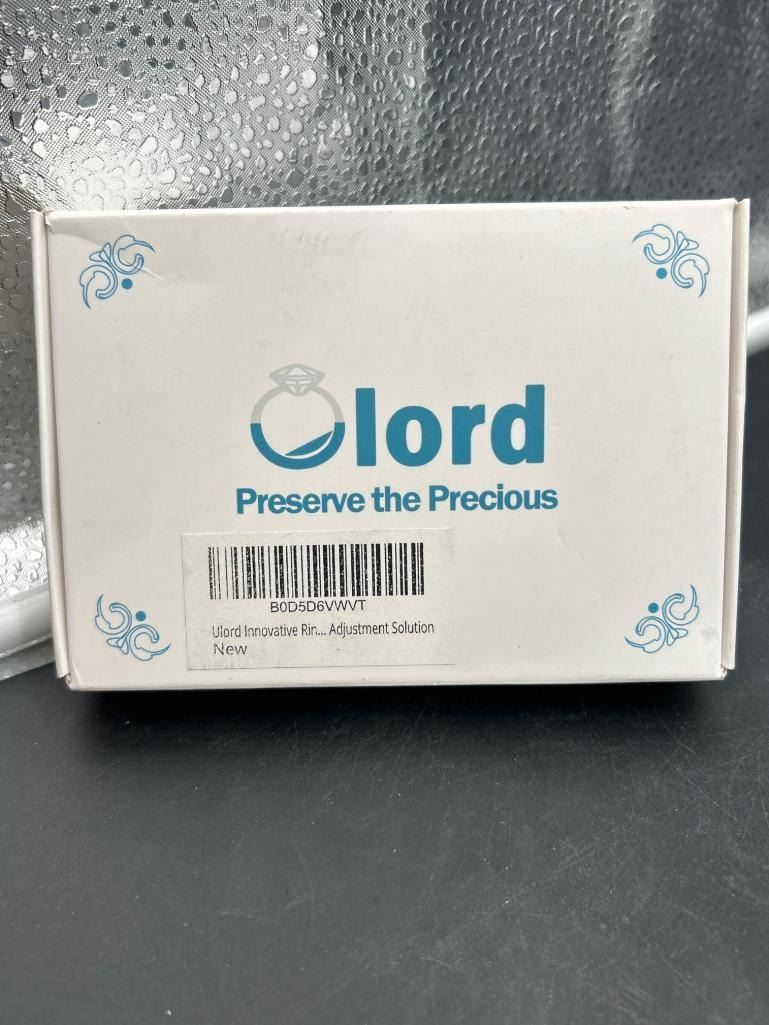 Ulord
Preserve the Precious
B0D5D6VWVT
Ulord Innovative Rin... Adjustment Solution
New